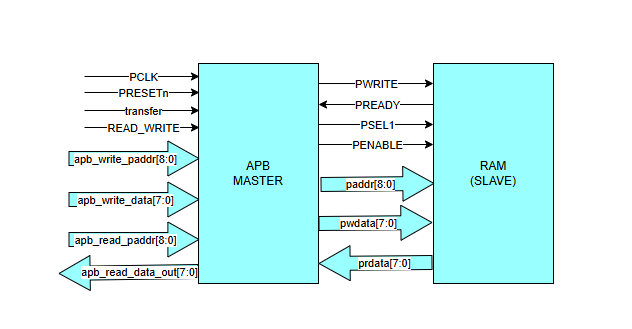 PCLK
PRESETn
transfer
READ_WRITE
apb_write_paddr[8:0]
apb_write_data[7:0]
apb_read_paddr[8:0]
apb_read_data_out[7:0]
APB
MASTER
PWRITE
PREADY
PSEL1
PENABLE
paddr[8:0]
pwdata[7:0]
prdata[7:0]
RAM
(SLAVE)